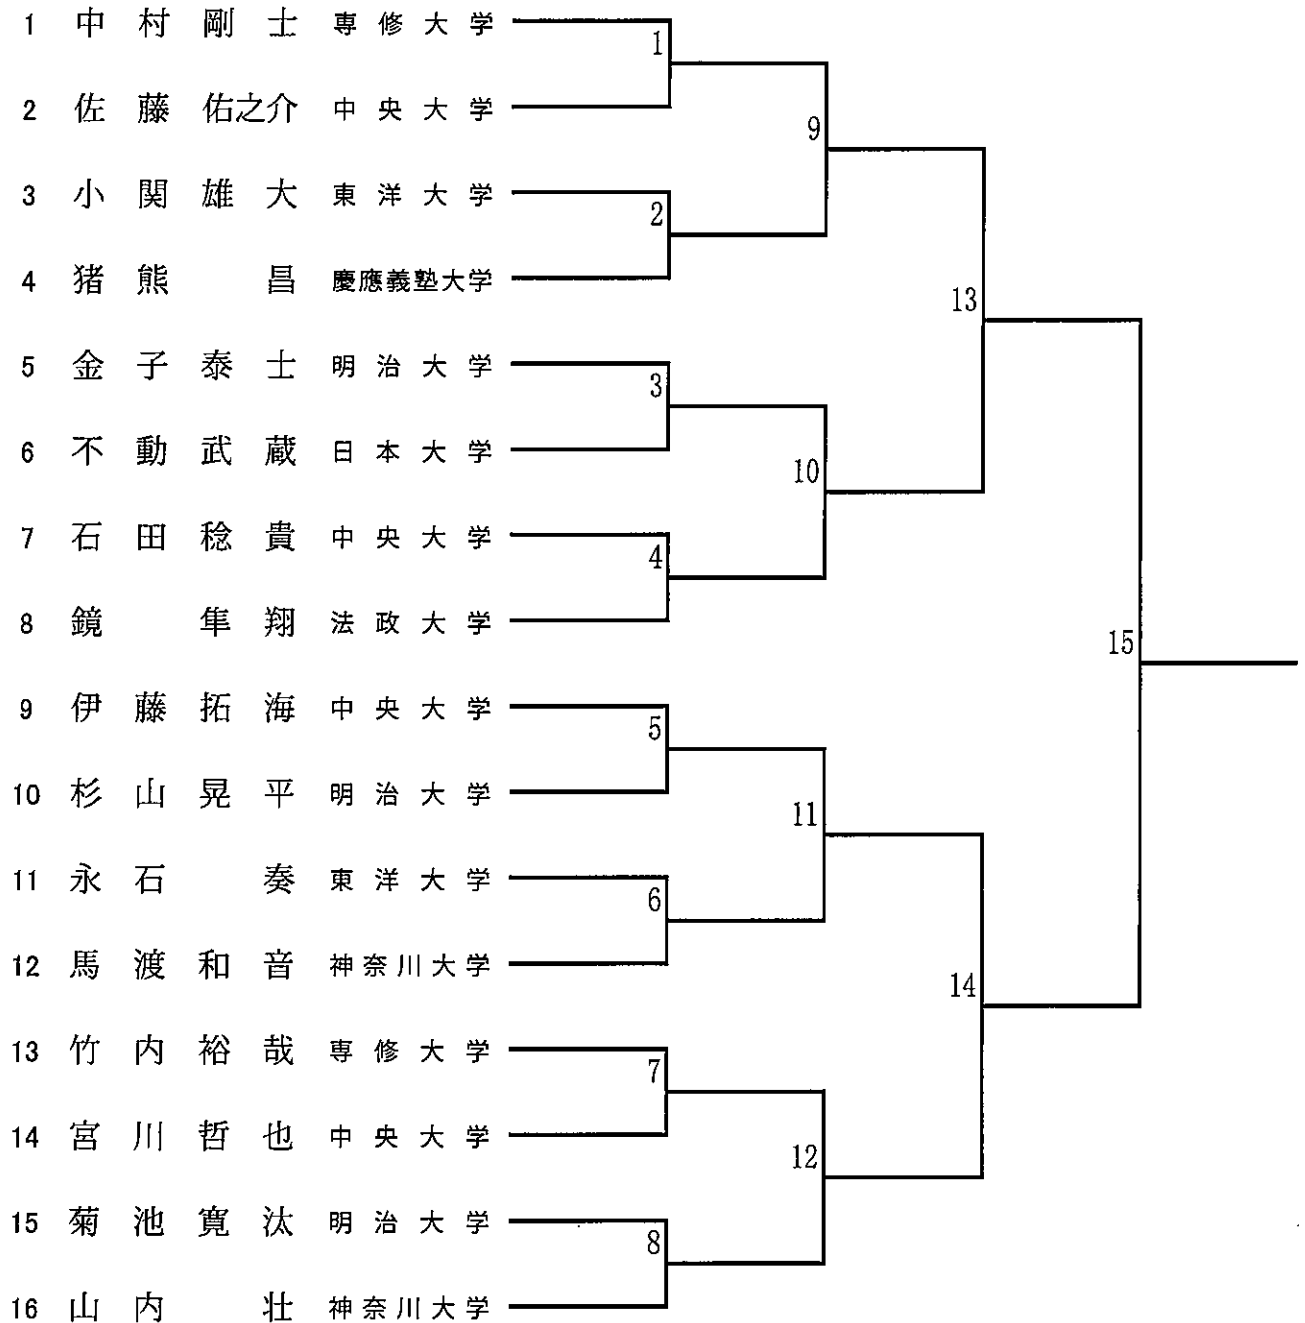 1 中村剛士 専修大学
1
2 佐藤佑之介 中央大学
9
3 小関雄大 東洋大学
2
4 猪熊昌 慶應義塾大学
13
5 金子泰士 明治大学
3
6 不動武蔵 日本大学
10
7 石田稔貴 中央大学
4
8 鏡隼翔 法政大学
15
9 伊藤拓海 中央大学
5
10 杉山晃平 明治大学
11
11 永石奏 東洋大学
6
12 馬渡和音 神奈川大学
14
13 竹内裕哉 専修大学
7
14 宮川哲也 中央大学
12
15 菊池寛汰 明治大学
8
16 山内壮 神奈川大学